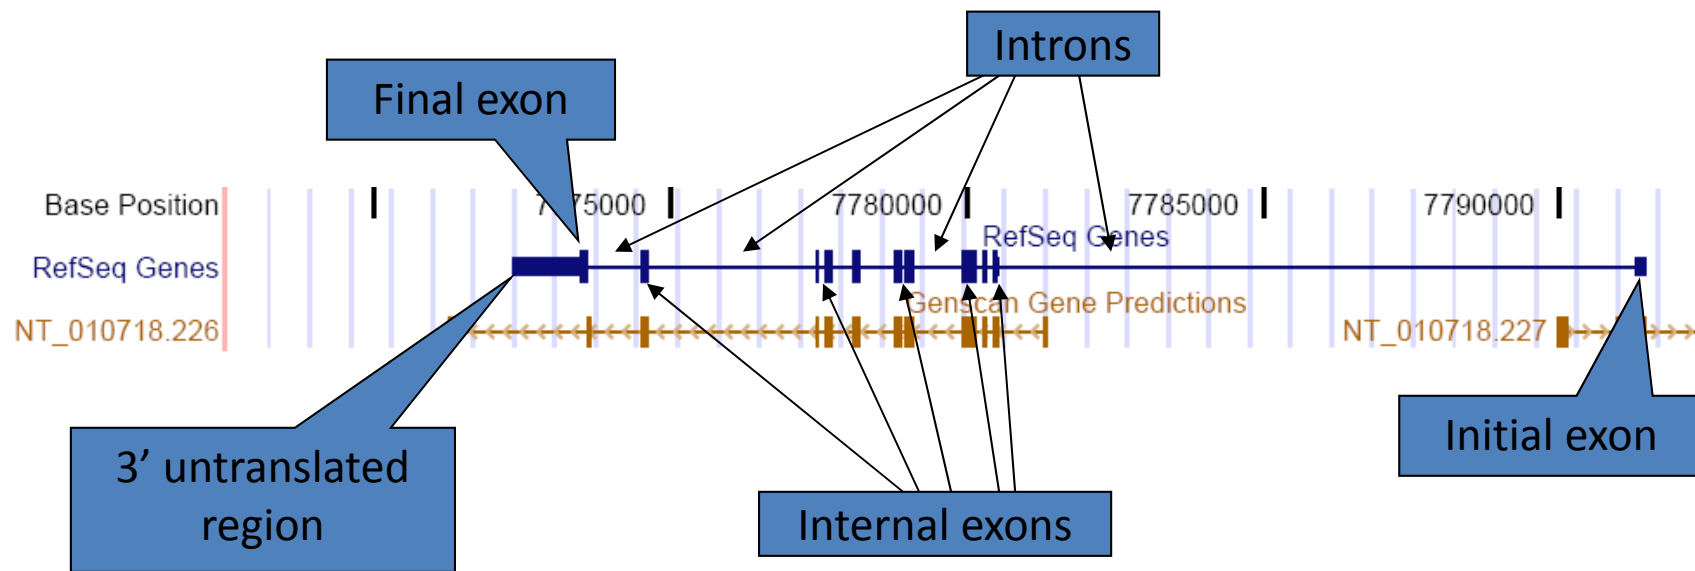 Introns
Final exon
Base Position 7775000 7780000 7785000 7790000
RefSeq Genes
RefSeq Genes
Genscan Gene Predictions
NT_010718.226 NT_010718.227
3’ untranslated
region
Internal exons
Initial exon